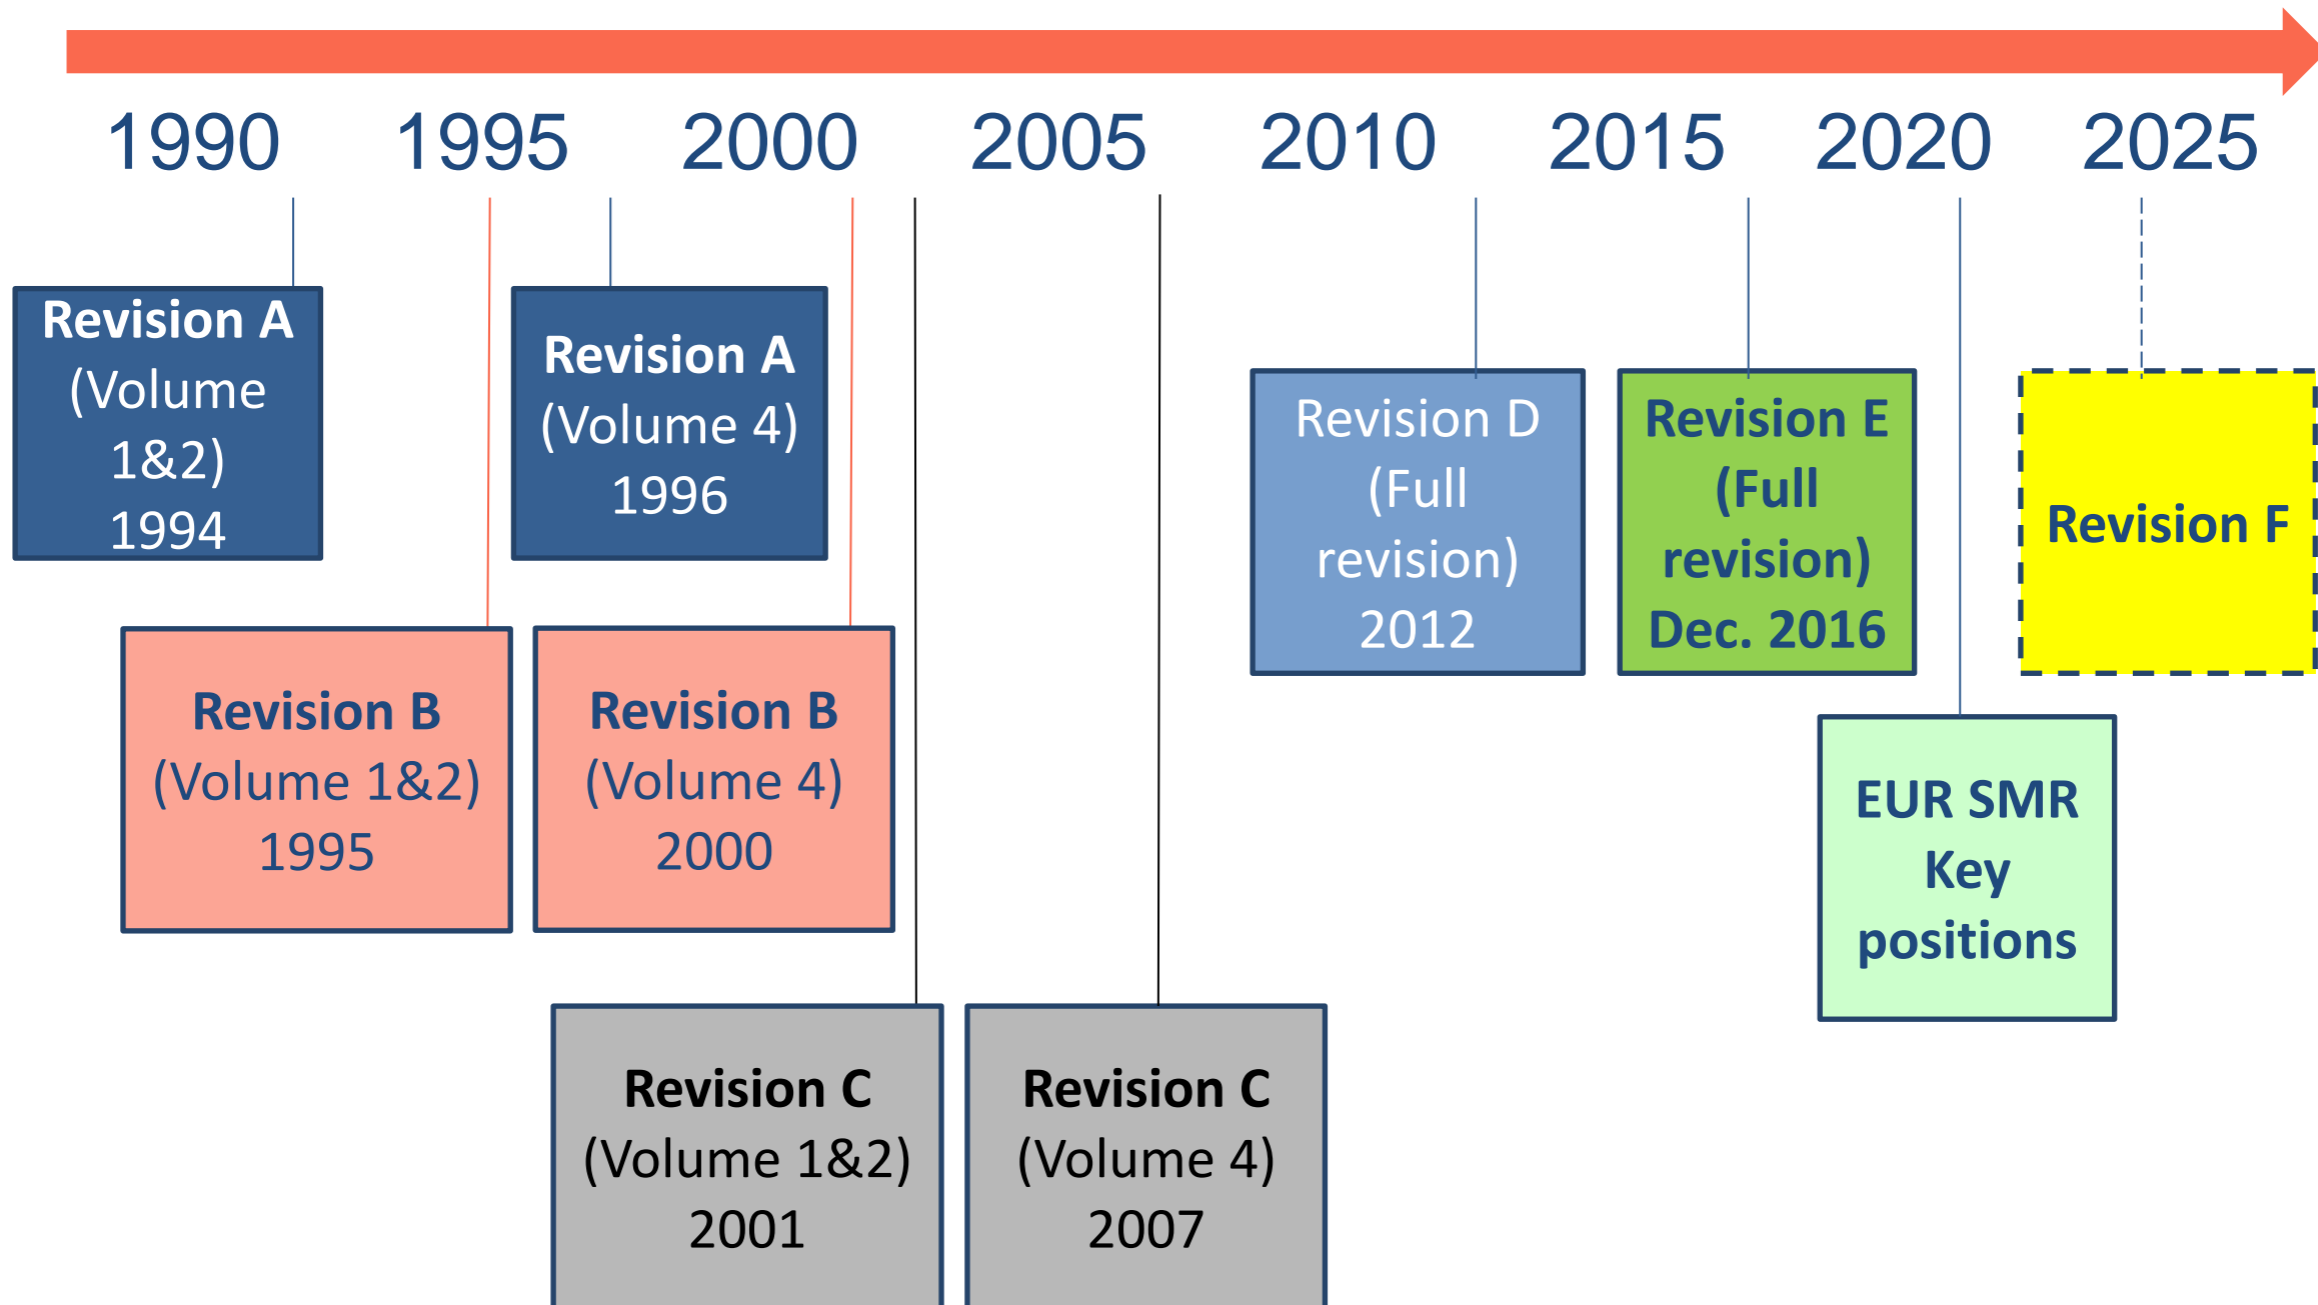 1990 1995 2000 2005 2010 2015 2020 2025
Revision A
(Volume
1&2)
1994
Revision A
(Volume 4)
1996
Revision D
(Full
revision)
2012
Revision E
(Full
revision)
Dec. 2016
Revision F
Revision B
(Volume 1&2)
1995
Revision B
(Volume 4)
2000
EUR SMR
Key
positions
Revision C
(Volume 1&2)
2001
Revision C
(Volume 4)
2007